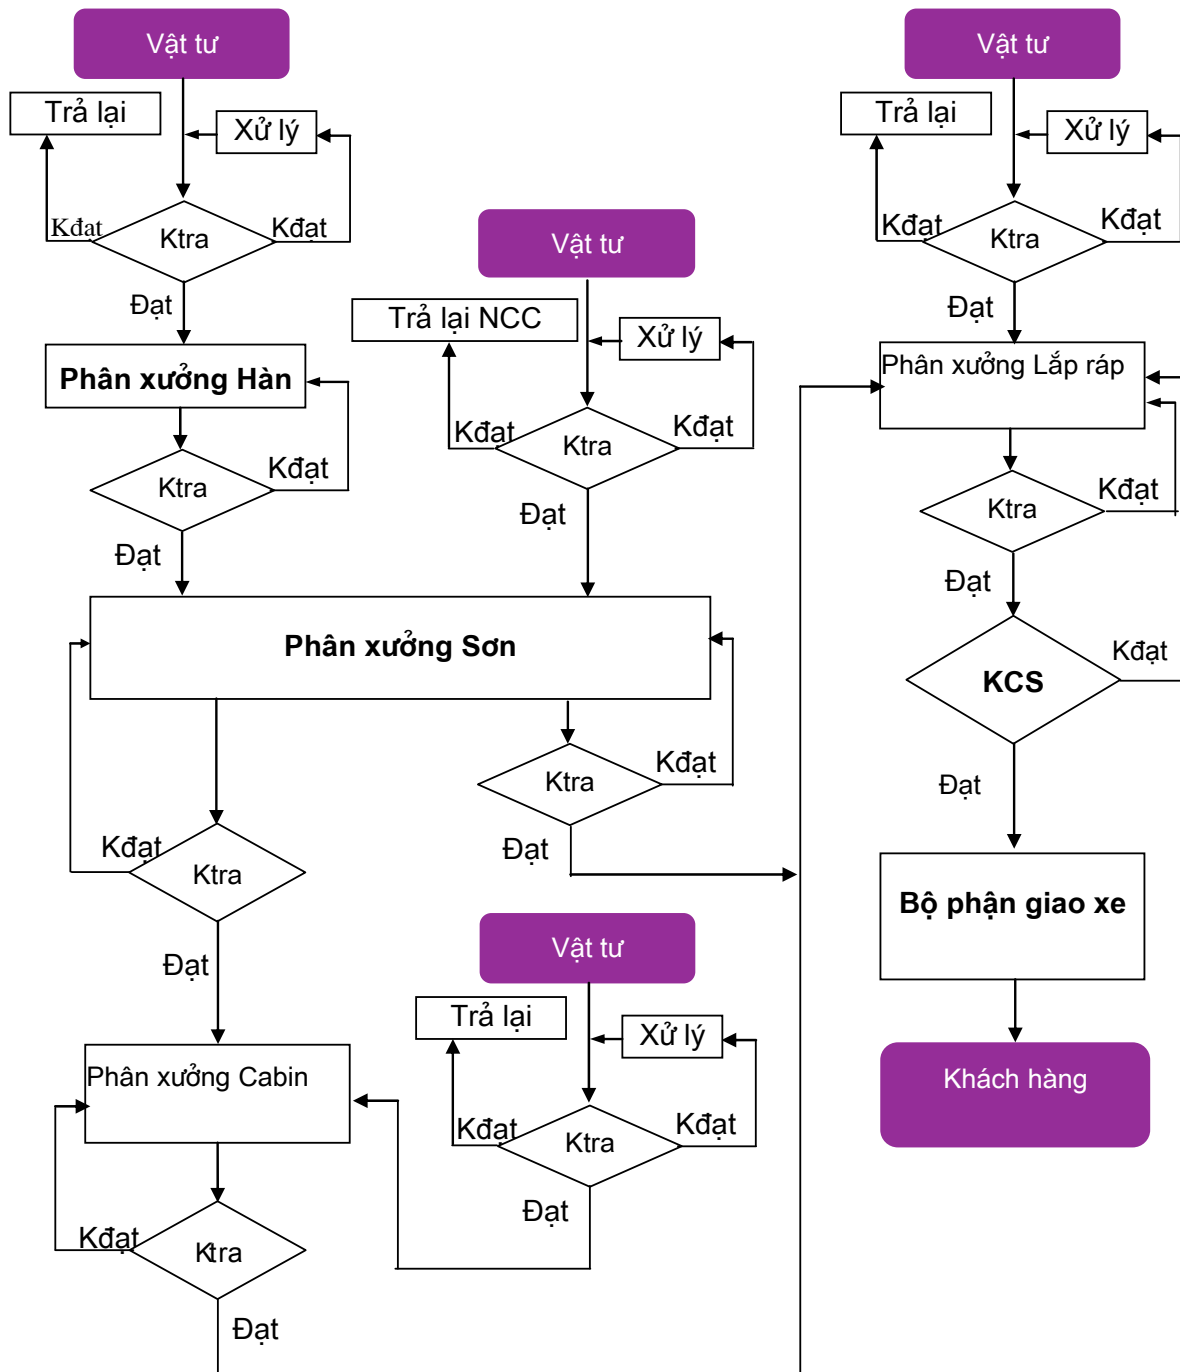 Vật tư
Trả lại
Xử lý
Kđạt
Ktra
Kđạt
Đạt
Phân xưởng Hàn
Ktra
Kđạt
Đạt
Vật tư
Trả lại NCC
Xử lý
Kđạt
Ktra
Kđạt
Đạt
Phân xưởng Sơn
Ktra
Kđạt
Đạt
Kđạt
Ktra
Đạt
Vật tư
Trả lại
Xử lý
Kđạt
Ktra
Kđạt
Đạt
Phân xưởng Cabin
Kđạt
Ktra
Đạt
Vật tư
Trả lại
Xử lý
Kđạt
Ktra
Kđạt
Đạt
Phân xưởng Lắp ráp
Ktra
Kđạt
Đạt
KCS
Kđạt
Đạt
Bộ phận giao xe
Khách hàng